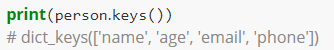 print(person.keys())
# dict_keys(['name', 'age', 'email', 'phone'])